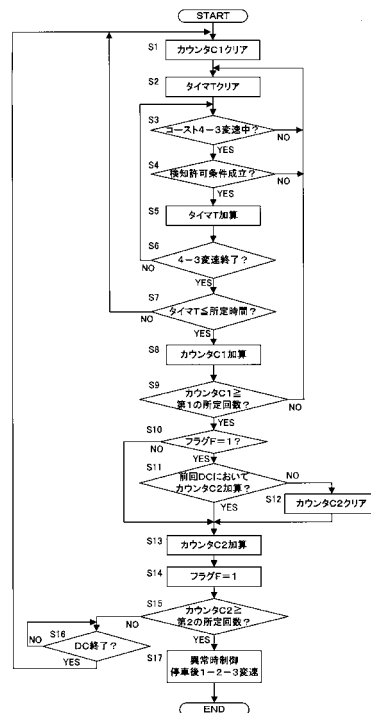 START
S1
カウンタC1クリア
S2
タイマTクリア
S3
コースト4－3変速中？
NO
YES
S4
検知許可条件成立？
NO
YES
S5
タイマT加算
S6
4－3変速終了？
NO
YES
S7
タイマT≦所定時間？
NO
YES
S8
カウンタC1加算
S9
カウンタC1≧
第1の所定回数？
NO
YES
S10
フラグF＝1？
NO
YES
S11
前回DCにおいて
カウンタC2加算？
NO
YES
S12
カウンタC2クリア
S13
カウンタC2加算
S14
フラグF＝1
S15
カウンタC2≧
第2の所定回数？
NO
YES
S16
DC終了？
NO
YES
S17
異常時制御
停車後1－2－3変速
END